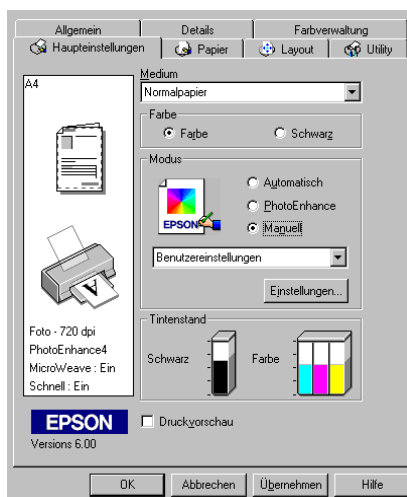 Allgemein Details Farbverwaltung
Haupteinstellungen Papier Layout Utility
A4
Medium
Normalpapier
Farbe
Farbe Schwarz
Modus
Automatisch
PhotoEnhance
EPSON
Manuell
Benutzereinstellungen
Einstellungen...
A
Foto - 720 dpi
PhotoEnhance4
MicroWeave : Ein
Schnell : Ein
Tintenstand
Schwarz Farbe
EPSON
Versions 6.00
Druckvorschau
OK Abbrechen Übernehmen Hilfe